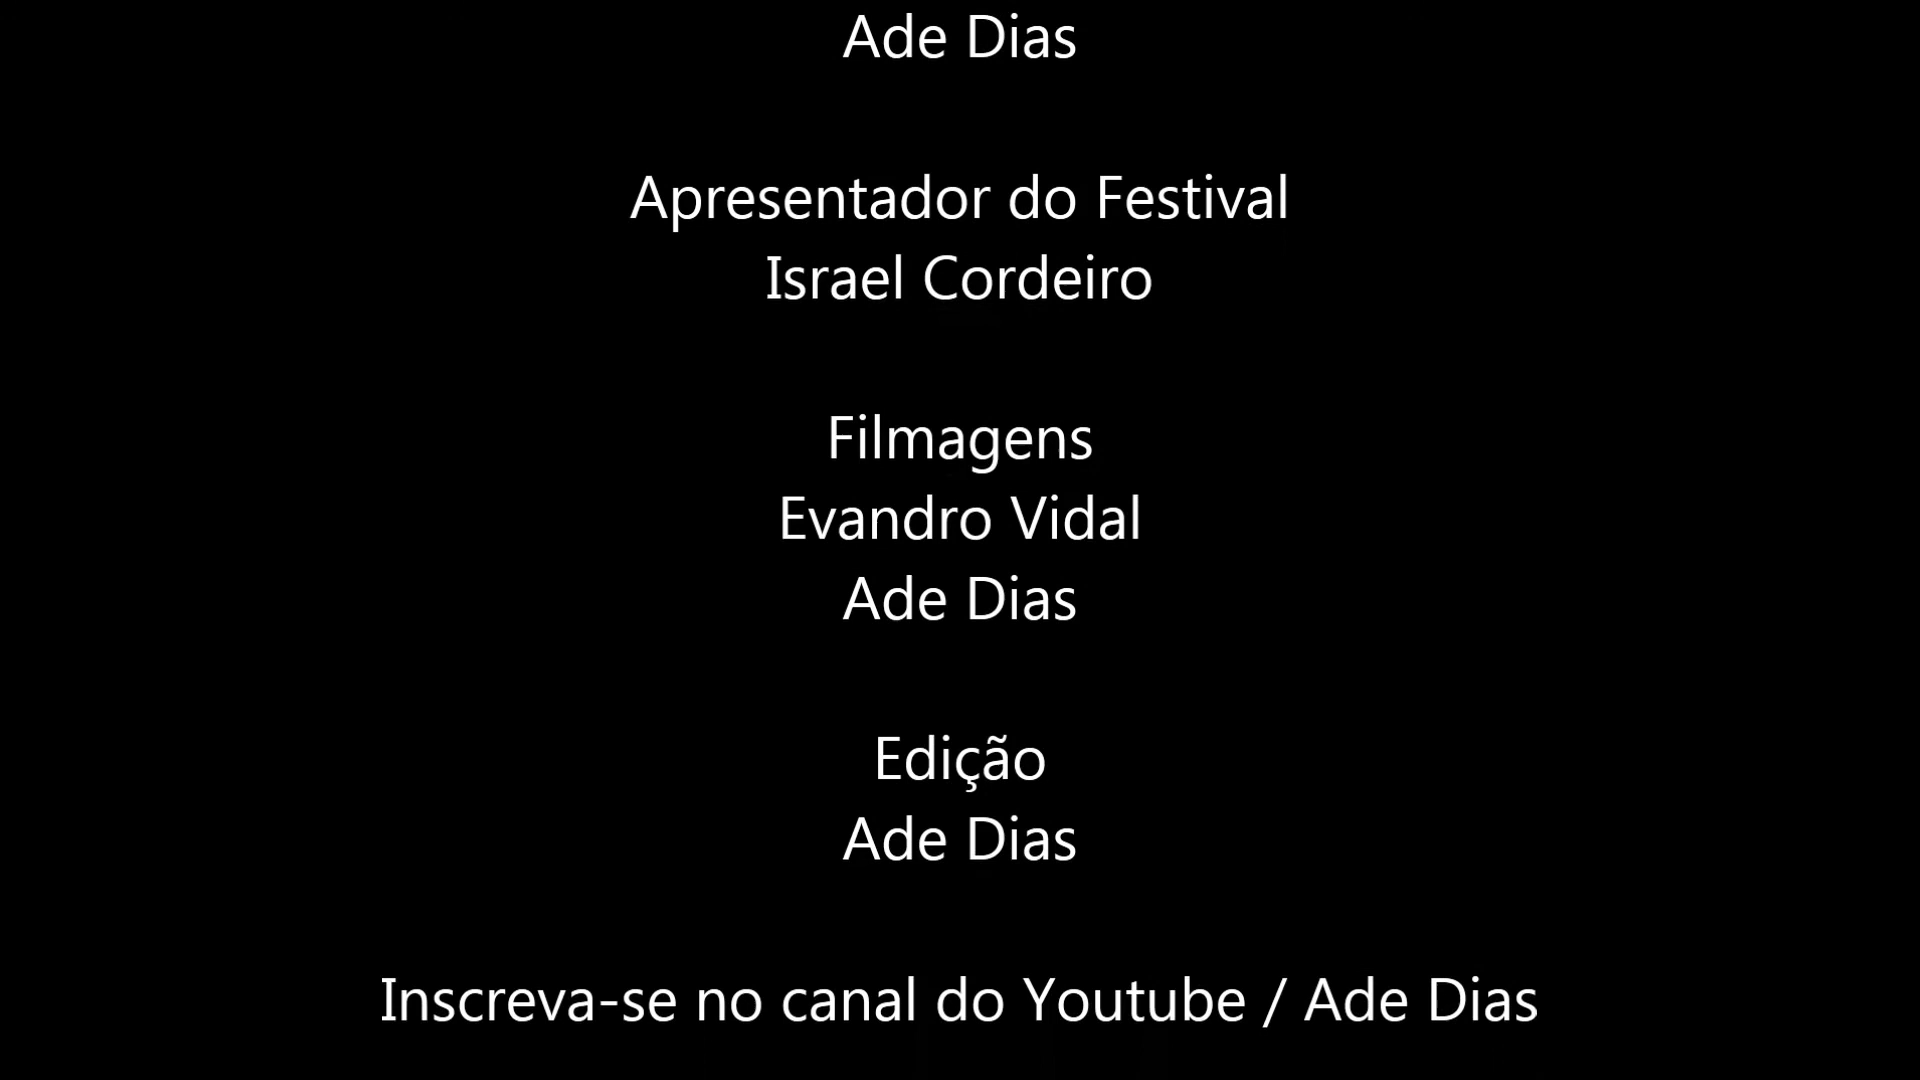 Ade Dias
Apresentador do Festival
Israel Cordeiro
Filmagens
Evandro Vidal
Ade Dias
Edição
Ade Dias
Inscreva-se no canal do Youtube / Ade Dias